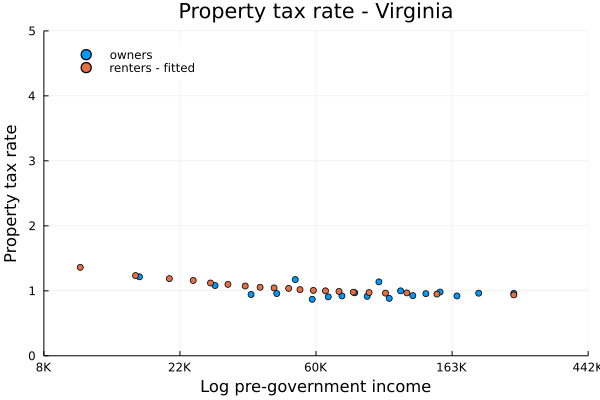 Property tax rate - Virginia
owners
renters - fitted
Property tax rate
5
4
3
2
1
0
8K 22K 60K 163K 442K
Log pre-government income